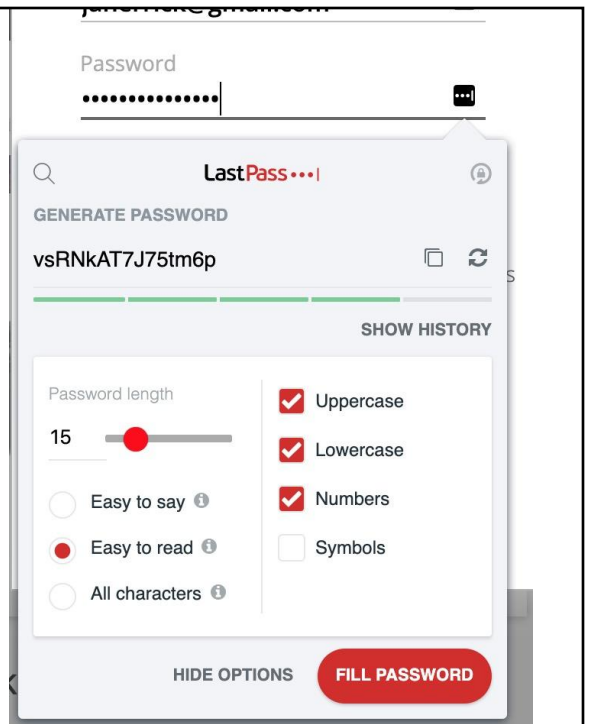 Password
•••••••••••••••
LastPass•••|
GENERATE PASSWORD
vsRNkAT7J75tm6p
SHOW HISTORY
Password length
Uppercase
15
Lowercase
Easy to say
Numbers
Easy to read
Symbols
All characters
HIDE OPTIONS
FILL PASSWORD